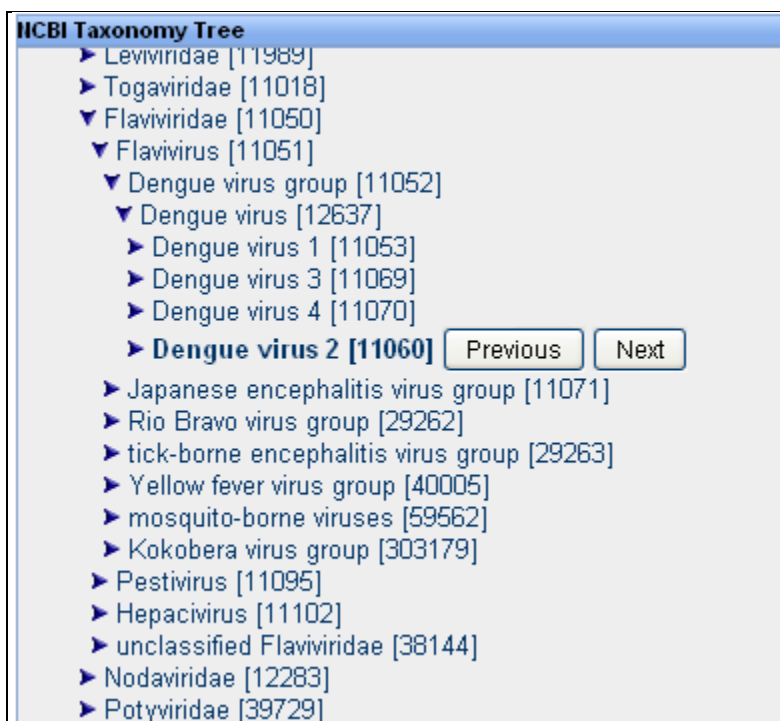 NCBI Taxonomy Tree
Leviviridae [11989]
Togaviridae [11018]
Flaviviridae [11050]
Flavivirus [11051]
Dengue virus group [11052]
Dengue virus [12637]
Dengue virus 1 [11053]
Dengue virus 3 [11069]
Dengue virus 4 [11070]
Dengue virus 2 [11060] Previous Next
Japanese encephalitis virus group [11071]
Rio Bravo virus group [29262]
tick-borne encephalitis virus group [29263]
Yellow fever virus group [40005]
mosquito-borne viruses [59562]
Kokobera virus group [303179]
Pestivirus [11095]
Hepacivirus [11102]
unclassified Flaviviridae [38144]
Nodaviridae [12283]
Potyviridae [39729]